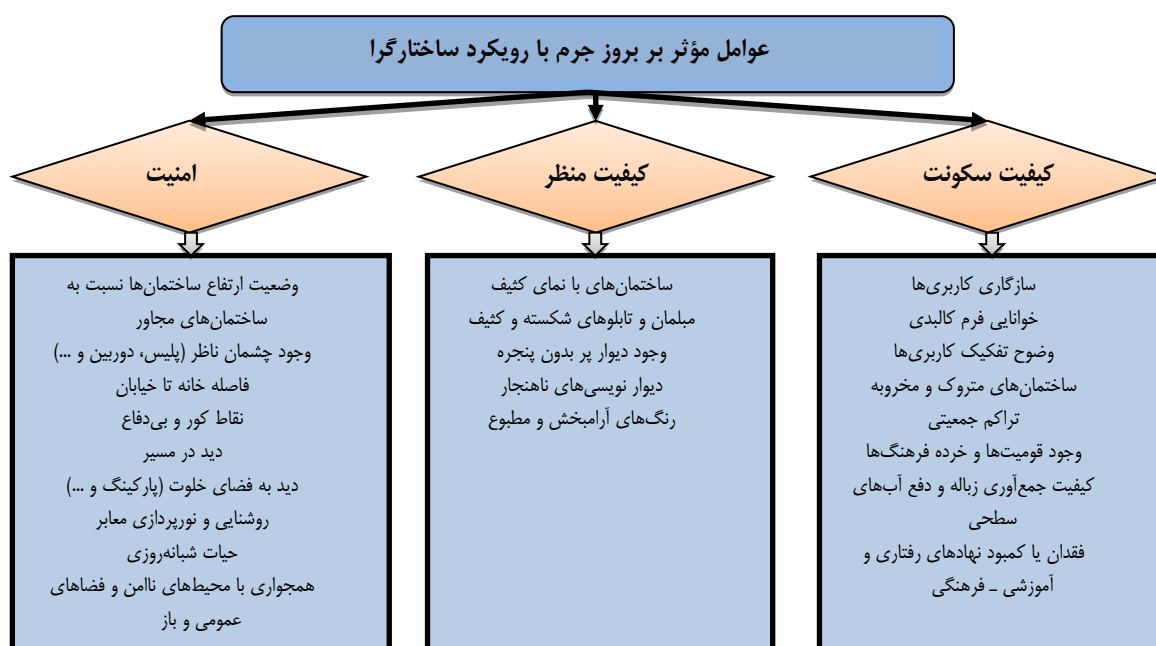 عوامل مؤثر بر بروز جرم با رویکرد ساختارگرا
کیفیت سکونت
سازگاری کاربری‌ها
خوانایی فرم کالبدی
وضوح تفکیک کاربری‌ها
ساختمان‌های متروک و مخروبه
تراکم جمعیتی
وجود قومیت‌ها و خرده فرهنگ‌ها
کیفیت جمع‌آوری زباله و دفع آب‌های
سطحی
فقدان یا کمبود نهادهای رفتاری و
آموزشی ـ فرهنگی
کیفیت منظر
ساختمان‌های با نمای کثیف
مبلمان و تابلوهای شکسته و کثیف
وجود دیوار پر بدون پنجره
دیوار نویسی‌های ناهنجار
رنگ‌های آرامبخش و مطبوع
امنیت
وضعیت ارتفاع ساختمان‌ها نسبت به
ساختمان‌های مجاور
وجود چشمان ناظر (پلیس، دوربین و ...)
فاصله خانه تا خیابان
نقاط کور و بی‌دفاع
دید در مسیر
دید به فضای خلوت (پارکینگ و ...)
روشنایی و نورپردازی معابر
حیات شبانه‌روزی
همجواری با محیط‌های ناامن و فضاهای
عمومی و باز